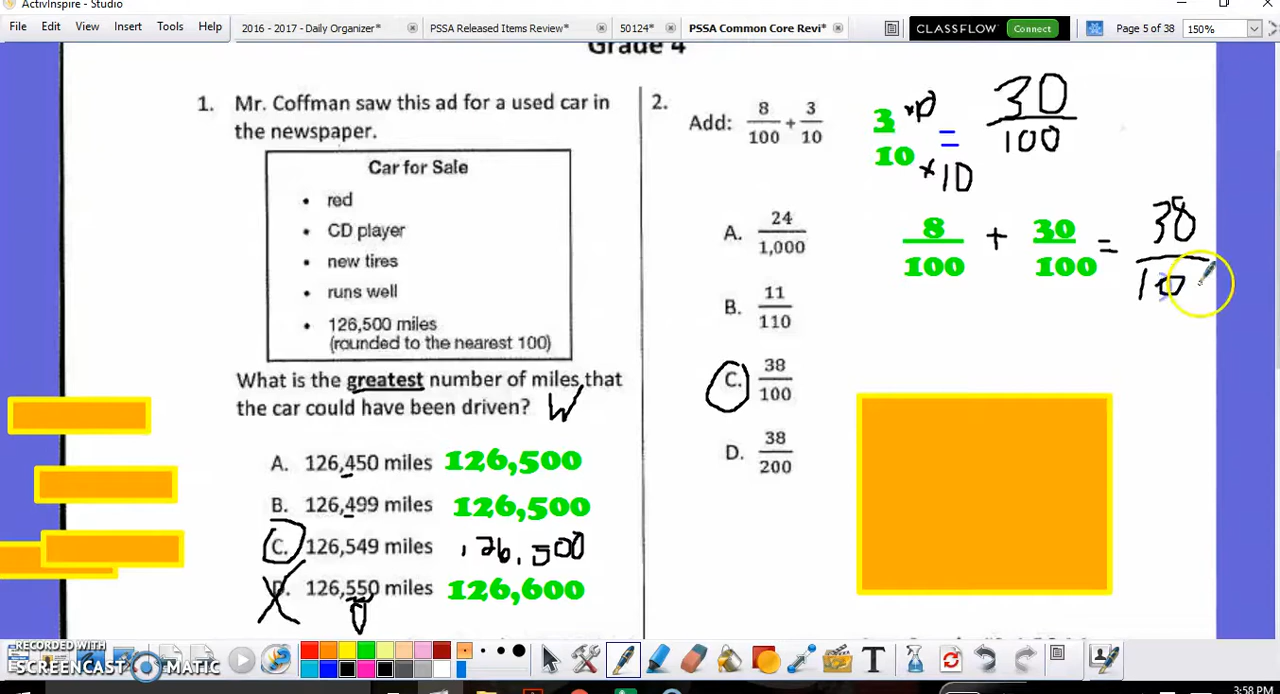 ActivInspire - Studio
File Edit View Insert Tools Help
2016 - 2017 - Daily Organizer*
PSSA Released Items Review*
50124*
PSSA Common Core Revi*
CLASSFLOW Connect
Page 5 of 38
150%
Grade 4
1. Mr. Coffman saw this ad for a used car in
the newspaper.
Car for Sale
• red
• CD player
• new tires
• runs well
• 126,500 miles
(rounded to the nearest 100)
What is the greatest number of miles that
the car could have been driven? W
A. 126,450 miles 126,500
B. 126,499 miles 126,500
C. 126,549 miles 126,500
D. 126,550 miles 126,600
2.
Add: 8/100 + 3/10
A. 24/1,000
B. 11/110
C. 38/100
D. 38/200
3/10 ×10 ×10 = 30/100
8/100 + 30/100 = 38/10
RECORDED WITH
SCREENCAST MATIC
T
3:58 PM